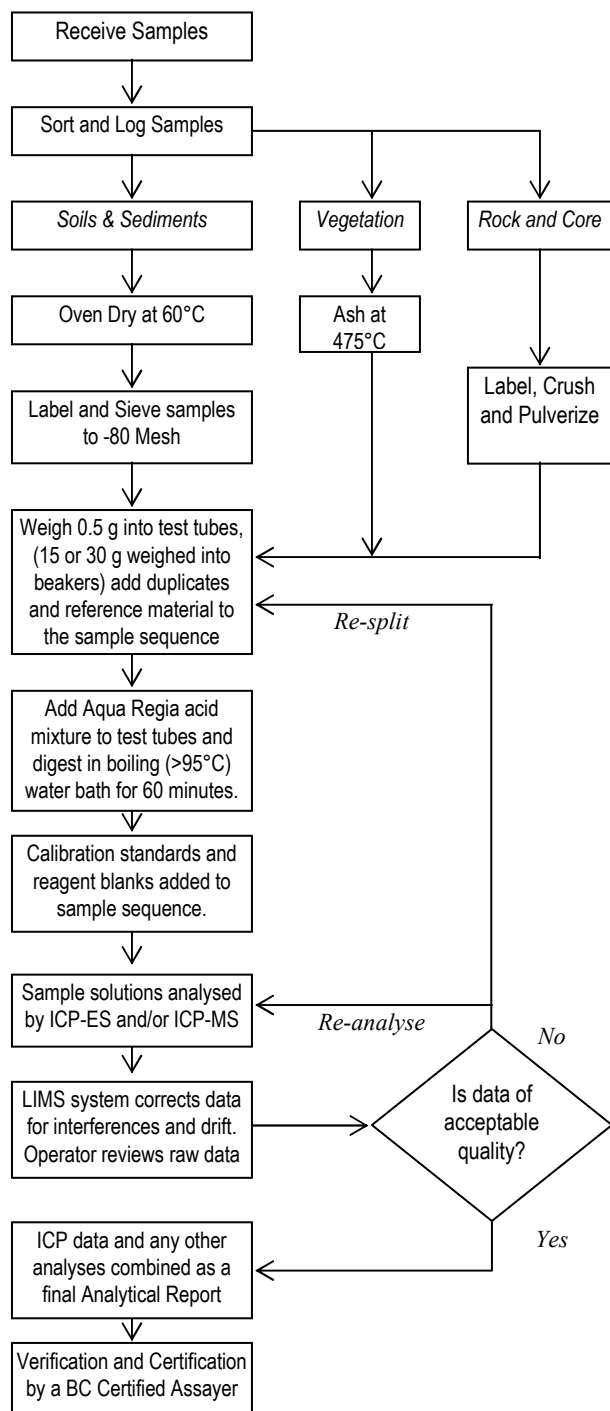 Receive Samples
Sort and Log Samples
Soils & Sediments
Vegetation
Rock and Core
Oven Dry at 60°C
Ash at
475°C
Label and Sieve samples
to -80 Mesh
Label, Crush
and Pulverize
Weigh 0.5 g into test tubes,
(15 or 30 g weighed into
beakers) add duplicates
and reference material to
the sample sequence
Re-split
Add Aqua Regia acid
mixture to test tubes and
digest in boiling (>95°C)
water bath for 60 minutes.
Calibration standards and
reagent blanks added to
sample sequence.
Sample solutions analysed
by ICP-ES and/or ICP-MS
Re-analyse
No
LIMS system corrects data
for interferences and drift.
Operator reviews raw data
Is data of
acceptable
quality?
Yes
ICP data and any other
analyses combined as a
final Analytical Report
Verification and Certification
by a BC Certified Assayer